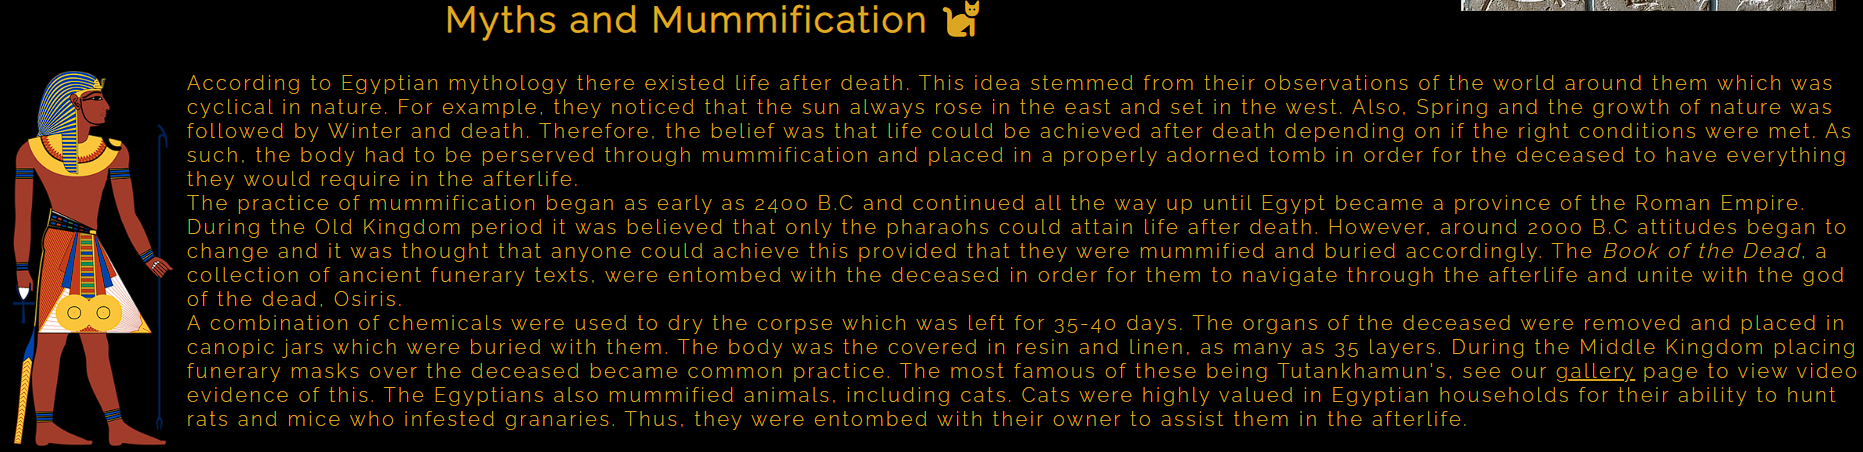 Myths and Mummification
According to Egyptian mythology there existed life after death. This idea stemmed from their observations of the world around them which was
cyclical in nature. For example, they noticed that the sun always rose in the east and set in the west. Also, Spring and the growth of nature was
followed by Winter and death. Therefore, the belief was that life could be achieved after death depending on if the right conditions were met. As
such, the body had to be perserved through mummification and placed in a properly adorned tomb in order for the deceased to have everything
they would require in the afterlife.
The practice of mummification began as early as 2400 B.C and continued all the way up until Egypt became a province of the Roman Empire.
During the Old Kingdom period it was believed that only the pharaohs could attain life after death. However, around 2000 B.C attitudes began to
change and it was thought that anyone could achieve this provided that they were mummified and buried accordingly. The Book of the Dead, a
collection of ancient funerary texts, were entombed with the deceased in order for them to navigate through the afterlife and unite with the god
of the dead, Osiris.
A combination of chemicals were used to dry the corpse which was left for 35-40 days. The organs of the deceased were removed and placed in
canopic jars which were buried with them. The body was the covered in resin and linen, as many as 35 layers. During the Middle Kingdom placing
funerary masks over the deceased became common practice. The most famous of these being Tutankhamun's, see our gallery page to view video
evidence of this. The Egyptians also mummified animals, including cats. Cats were highly valued in Egyptian households for their ability to hunt
rats and mice who infested granaries. Thus, they were entombed with their owner to assist them in the afterlife.